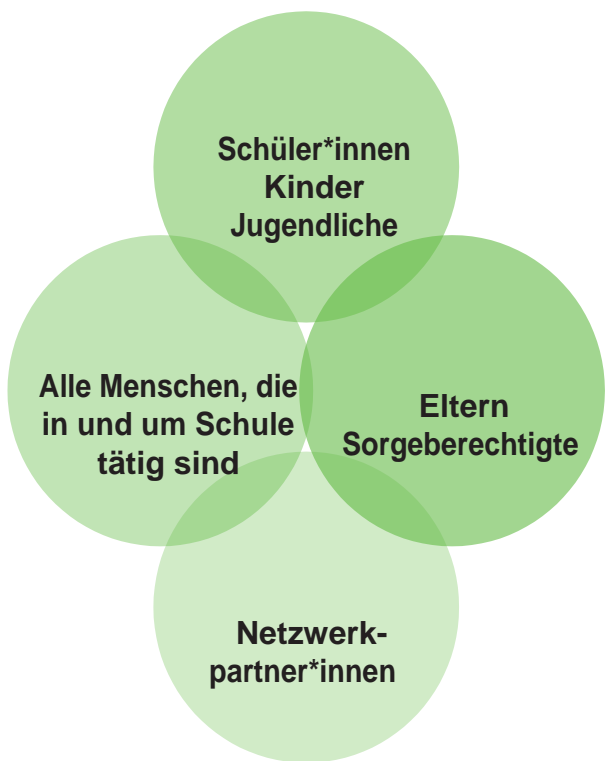 Schüler*innen
Kinder
Jugendliche
Alle Menschen, die
in und um Schule
tätig sind
Eltern
Sorgeberechtigte
Netzwerk-
partner*innen